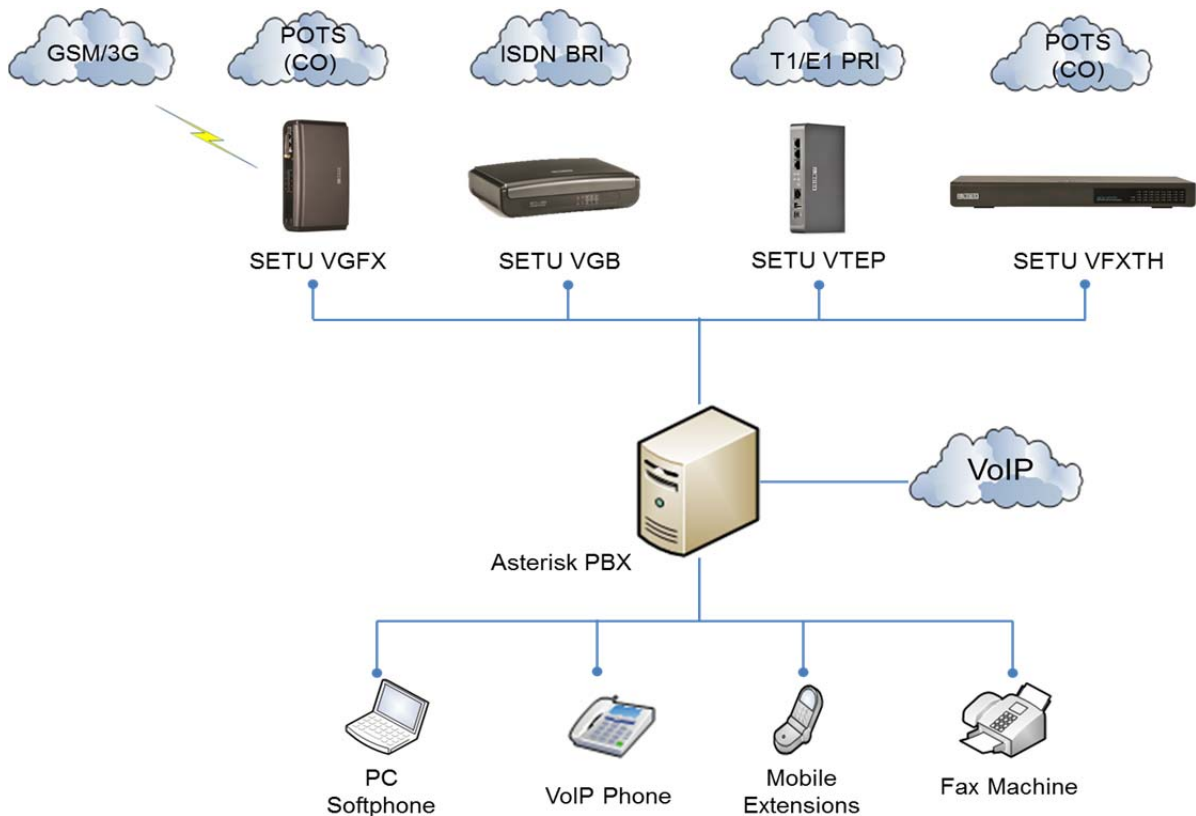 GSM/3G
POTS
(CO)
ISDN BRI
T1/E1 PRI
POTS
(CO)
SETU VGFX
SETU VGB
SETU VTEP
SETU VFXTH
VoIP
Asterisk PBX
PC
Softphone
VoIP Phone
Mobile
Extensions
Fax Machine